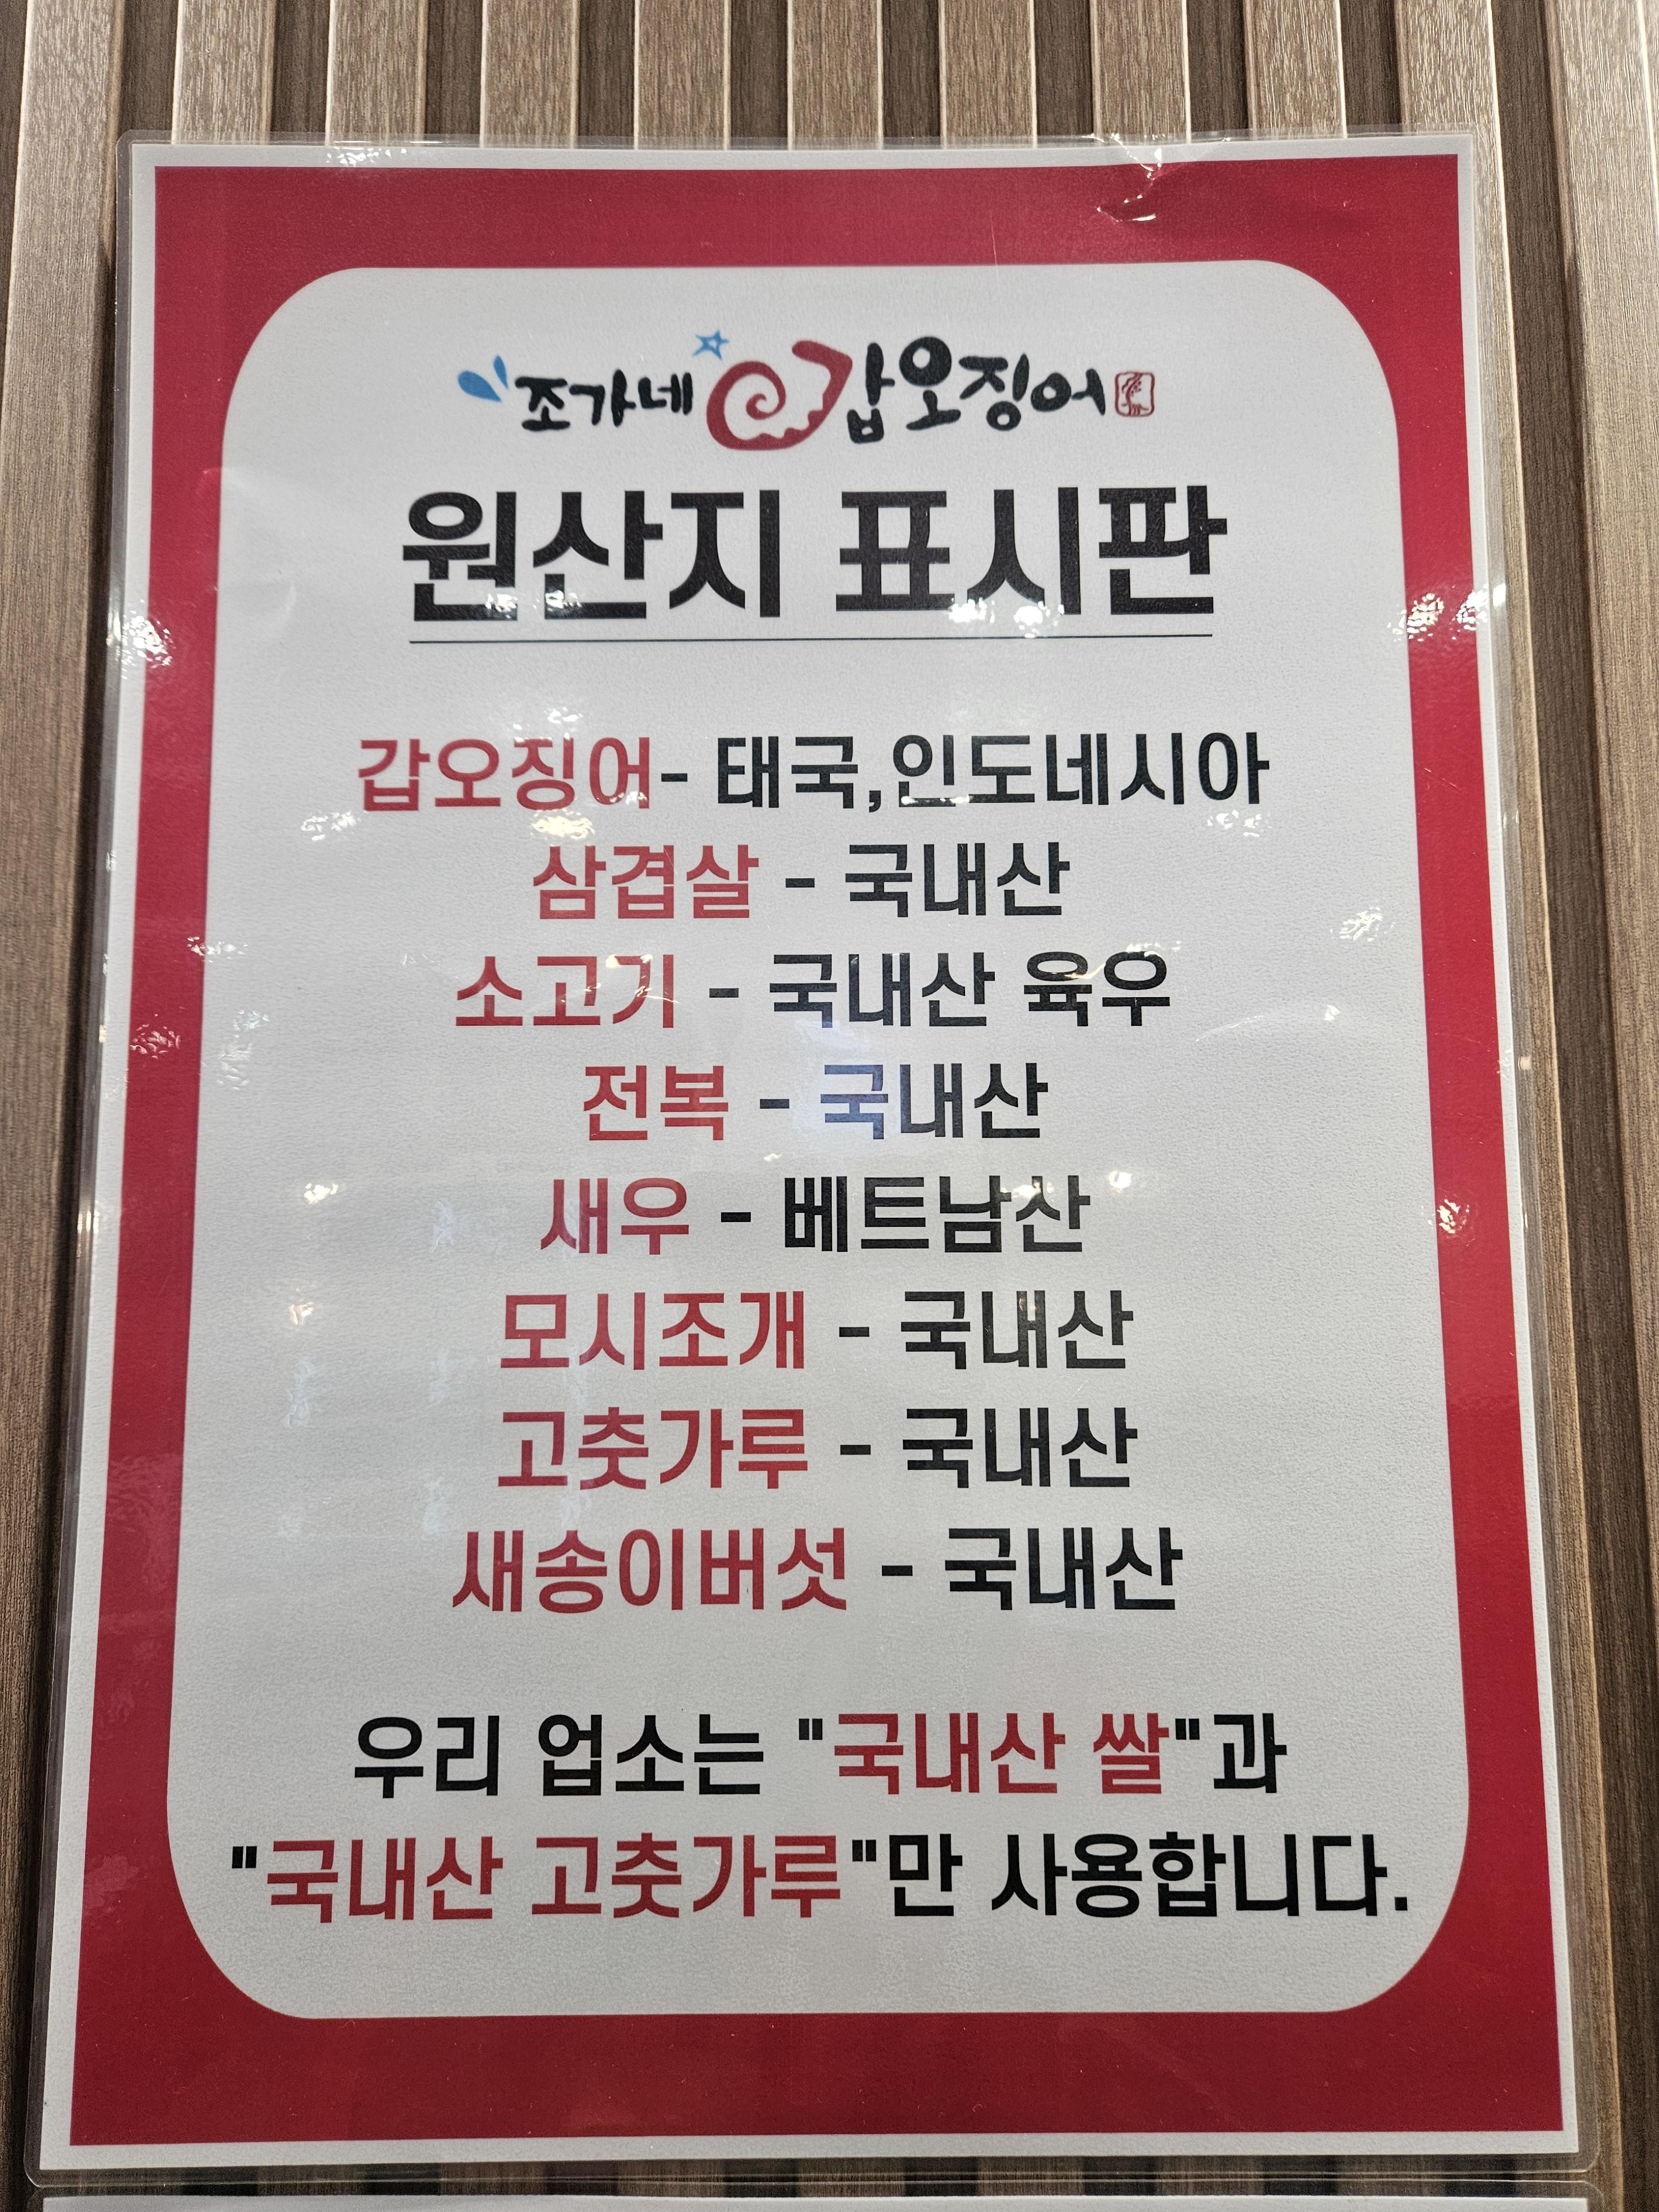 조가네 갑오징어
원산지 표시판
갑오징어- 태국,인도네시아
삼겹살 - 국내산
소고기 - 국내산 육우
전복 - 국내산
새우 - 베트남산
모시조개 - 국내산
고춧가루 - 국내산
새송이버섯 - 국내산
우리 업소는 "국내산 쌀"과
"국내산 고춧가루"만 사용합니다.